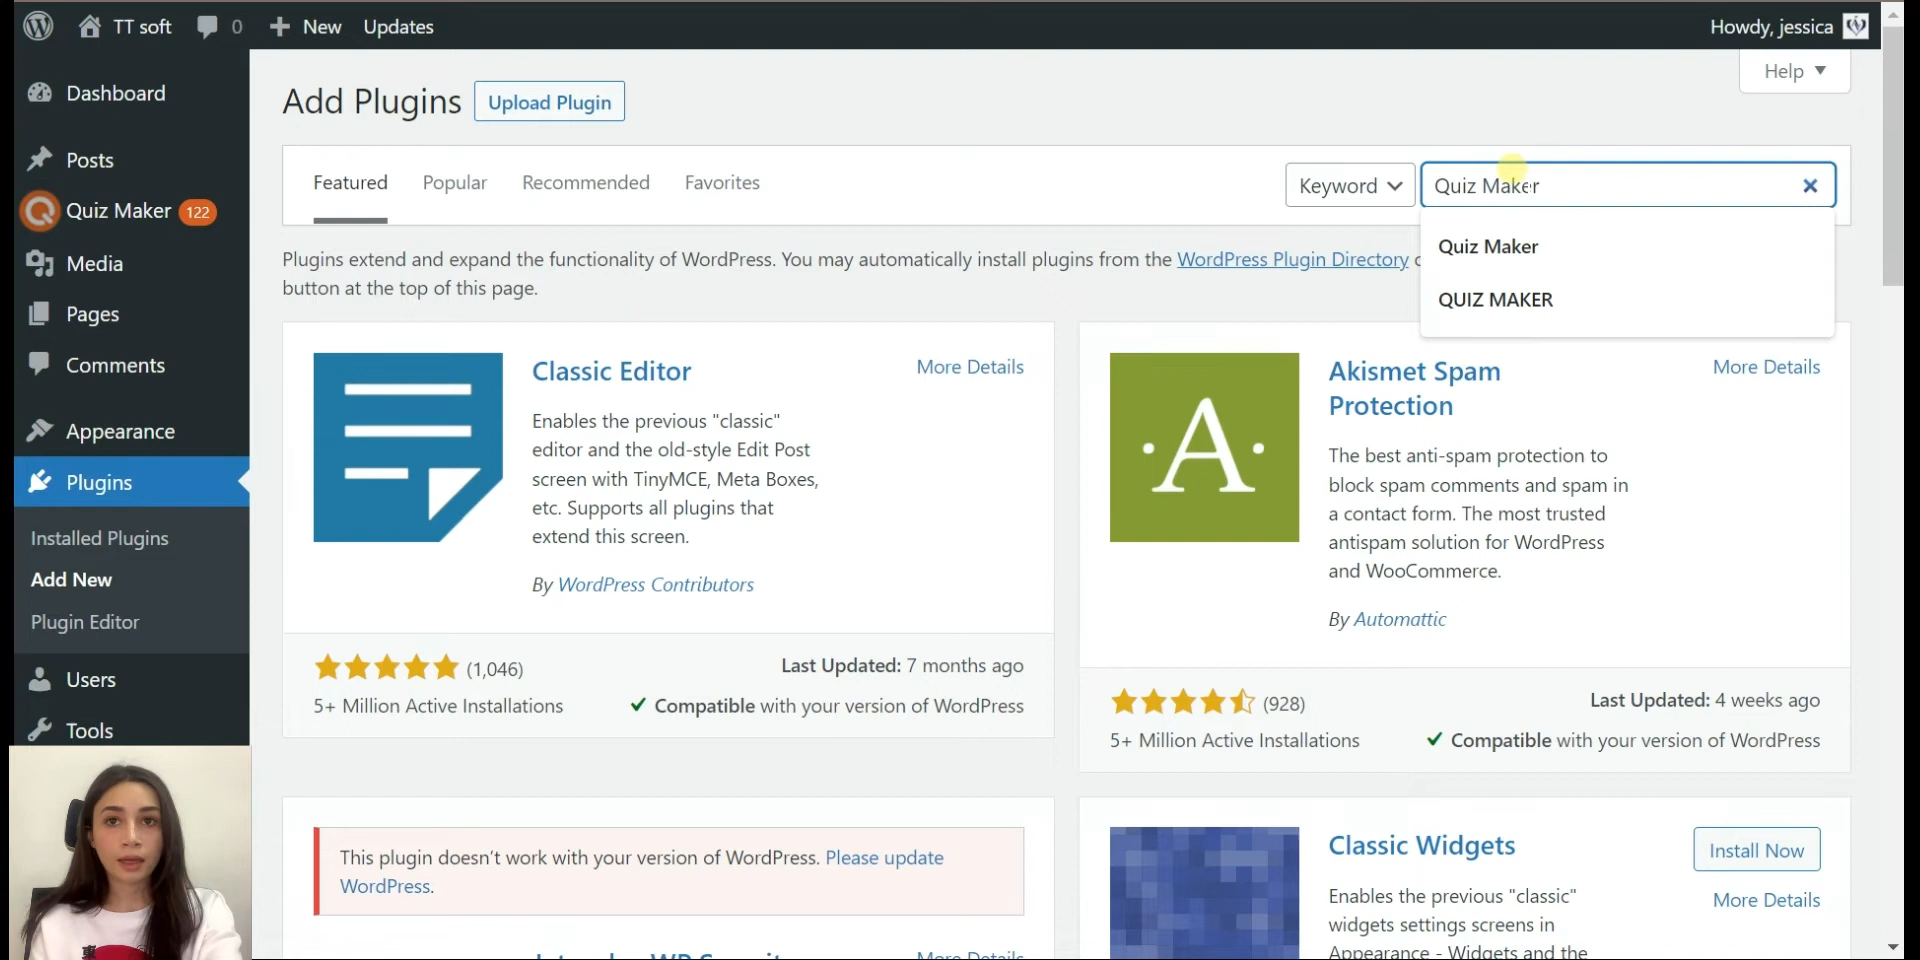 TT soft
0
New
Updates
Howdy, jessica
Help
Dashboard
Posts
Quiz Maker 122
Media
Pages
Comments
Appearance
Plugins
Installed Plugins
Add New
Plugin Editor
Users
Tools
Add Plugins
Upload Plugin
Featured
Popular
Recommended
Favorites
Keyword
Quiz Maker
Quiz Maker
QUIZ MAKER
Plugins extend and expand the functionality of WordPress. You may automatically install plugins from the WordPress Plugin Directory
button at the top of this page.
Classic Editor
More Details
Enables the previous "classic"
editor and the old-style Edit Post
screen with TinyMCE, Meta Boxes,
etc. Supports all plugins that
extend this screen.
By WordPress Contributors
(1,046)
Last Updated: 7 months ago
5+ Million Active Installations
Compatible with your version of WordPress
A
Akismet Spam
Protection
More Details
The best anti-spam protection to
block spam comments and spam in
a contact form. The most trusted
antispam solution for WordPress
and WooCommerce.
By Automattic
(928)
Last Updated: 4 weeks ago
5+ Million Active Installations
Compatible with your version of WordPress
This plugin doesn't work with your version of WordPress. Please update
WordPress.
More Details
Classic Widgets
Install Now
More Details
Enables the previous "classic"
widgets settings screens in
Appearance - Widgets and the